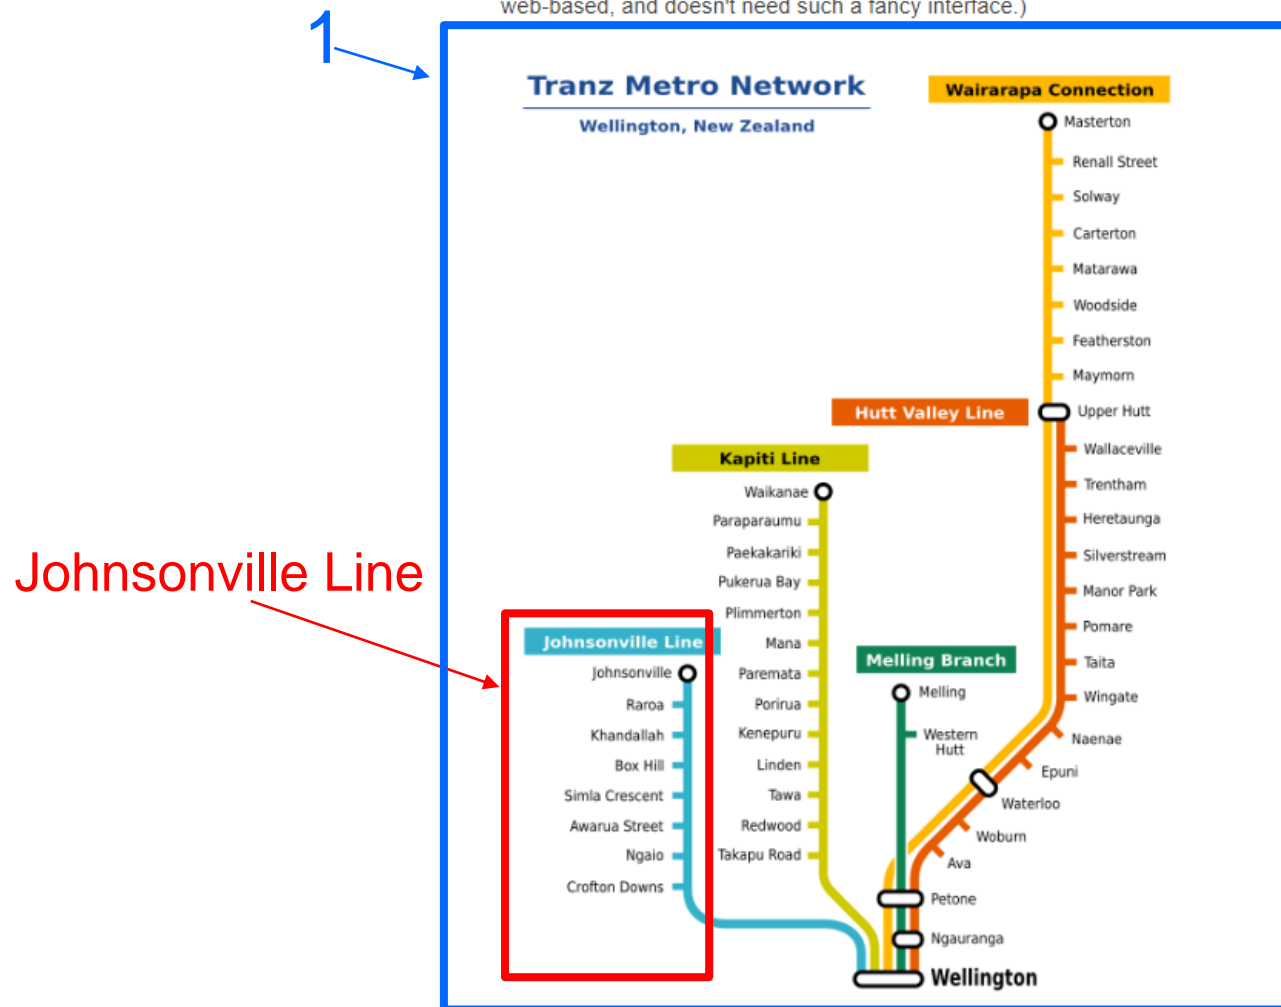 web-based, and doesn't need such a fancy interface.)
1
Tranz Metro Network
Wellington, New Zealand
Wairarapa Connection
Masterton
Renall Street
Solway
Carterton
Matarawa
Woodside
Featherston
Maymorn
Hutt Valley Line
Upper Hutt
Wallaceville
Trentham
Heretaunga
Silverstream
Manor Park
Pomare
Taita
Wingate
Naenae
Epuni
Waterloo
Woburn
Ava
Petone
Ngauranga
Wellington
Kapiti Line
Waikanae
Paraparaumu
Paekakariki
Pukerua Bay
Plimmerton
Mana
Paremata
Porirua
Kenepuru
Linden
Tawa
Redwood
Takapu Road
Melling Branch
Melling
Western
Hutt
Johnsonville Line
Johnsonville Line
Johnsonville
Raroa
Khandallah
Box Hill
Simla Crescent
Awarua Street
Ngaio
Crofton Downs